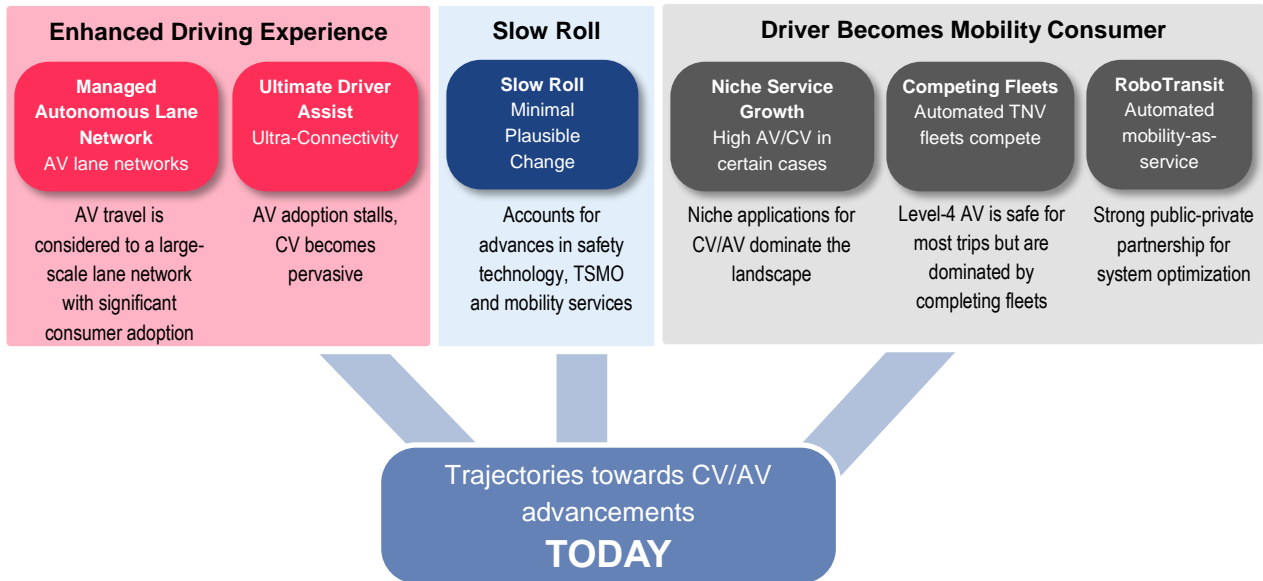 Enhanced Driving Experience
Managed
Autonomous Lane
Network
AV lane networks
AV travel is
considered to a large-
scale lane network
with significant
consumer adoption
Ultimate Driver
Assist
Ultra-Connectivity
AV adoption stalls,
CV becomes
pervasive
Slow Roll
Slow Roll
Minimal
Plausible
Change
Accounts for
advances in safety
technology, TSMO
and mobility services
Driver Becomes Mobility Consumer
Niche Service
Growth
High AV/CV in
certain cases
Niche applications for
CV/AV dominate the
landscape
Competing Fleets
Automated TNV
fleets compete
Level-4 AV is safe for
most trips but are
dominated by
completing fleets
RoboTransit
Automated
mobility-as-
service
Strong public-private
partnership for
system optimization
Trajectories towards CV/AV
advancements
TODAY